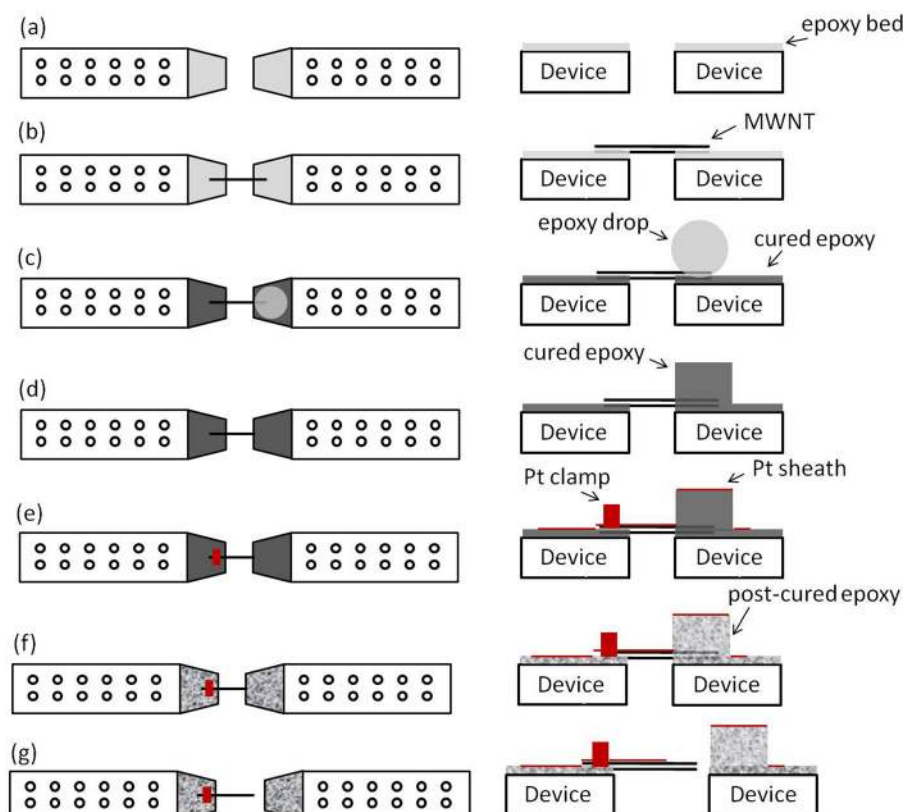 (a)
epoxy bed
Device Device
(b)
MWNT
Device Device
epoxy drop
cured epoxy
(c)
Device Device
cured epoxy
(d)
Device Device
Pt clamp
Pt sheath
(e)
Device Device
post-cured epoxy
(f)
Device Device
(g)
Device Device